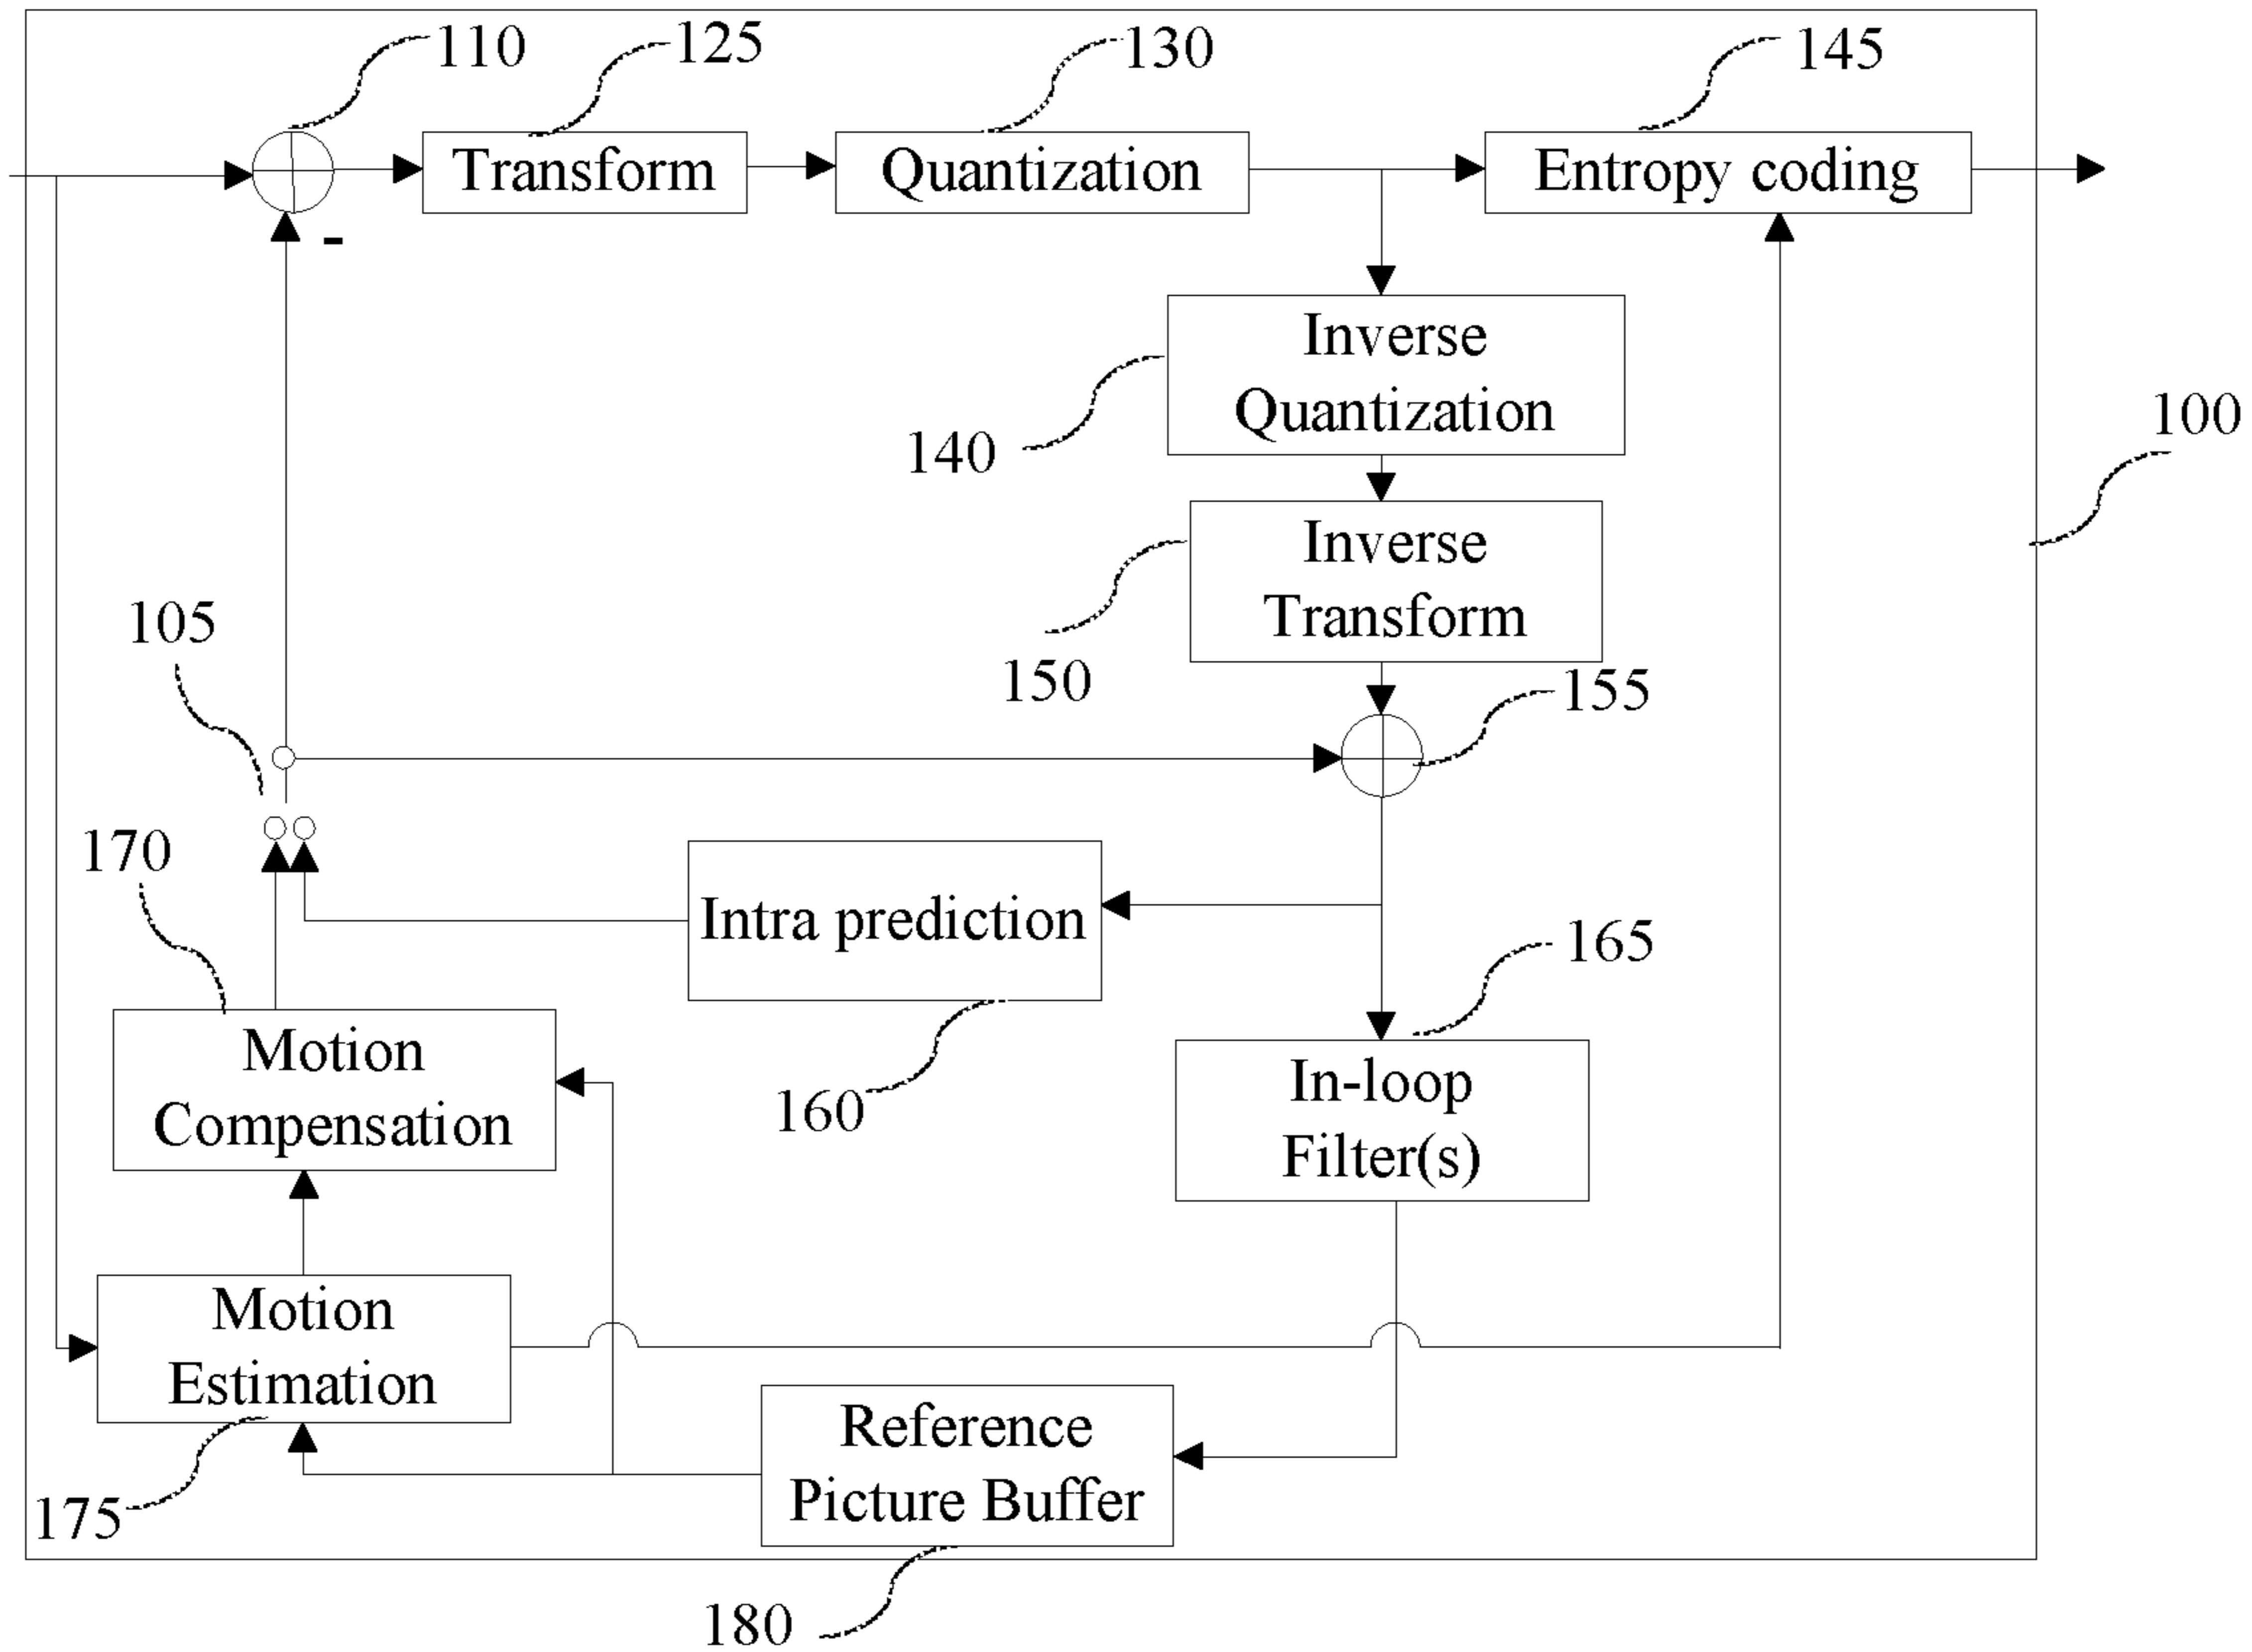 110
125
130
145
Transform
Quantization
Entropy coding
-
Inverse
Quantization
140
100
Inverse
Transform
105
150
155
170
Intra prediction
165
Motion
Compensation
160
In-loop
Filter(s)
Motion
Estimation
Reference
Picture Buffer
175
180